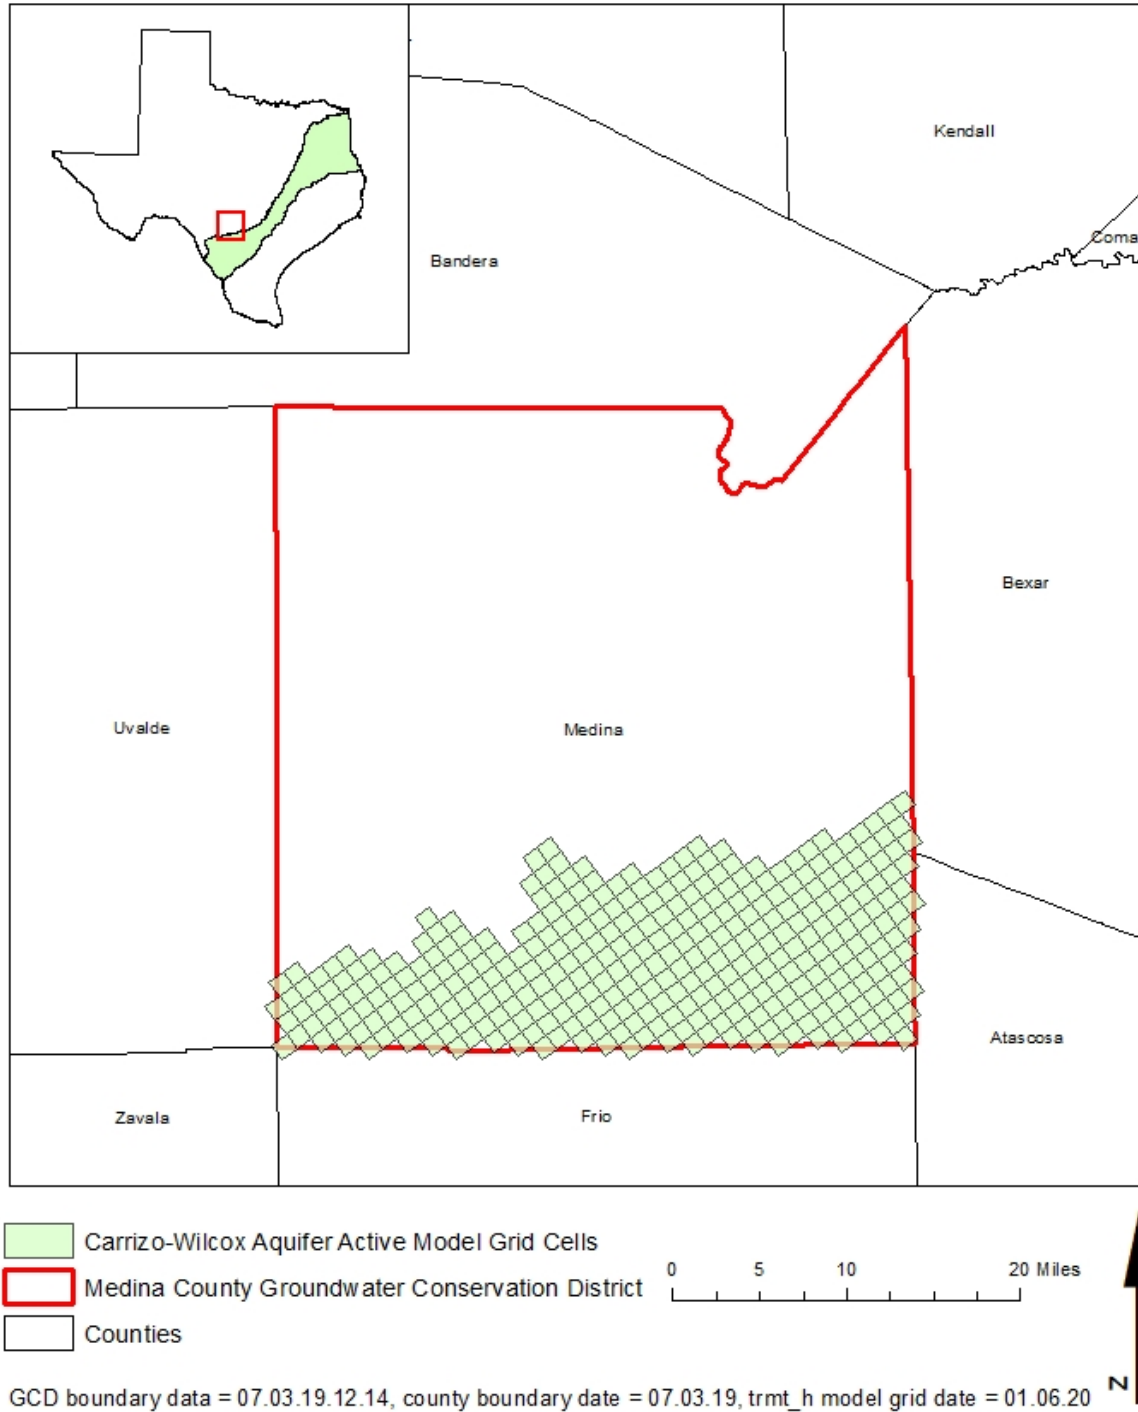 Kendall
Coma
Bandera
Bexar
Uvalde
Medina
Atascosa
Zavala
Frio
Carrizo-Wilcox Aquifer Active Model Grid Cells
0 5 10 20 Miles
Medina County Groundwater Conservation District
Counties
N
GCD boundary data = 07.03.19.12.14, county boundary date = 07.03.19, trmt_h model grid date = 01.06.20